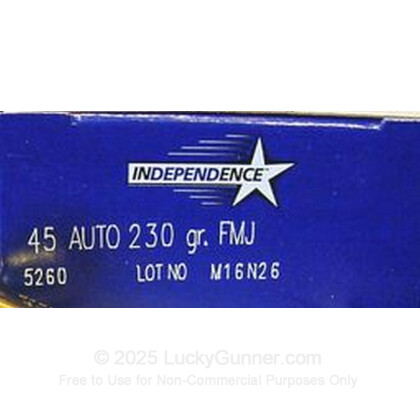 INDEPENDENCE
45 AUTO 230 gr. FMJ
5260 LOT NO M16N26
© 2025 LuckyGunner.com
Free to Use for Non-Commercial Purposes Only